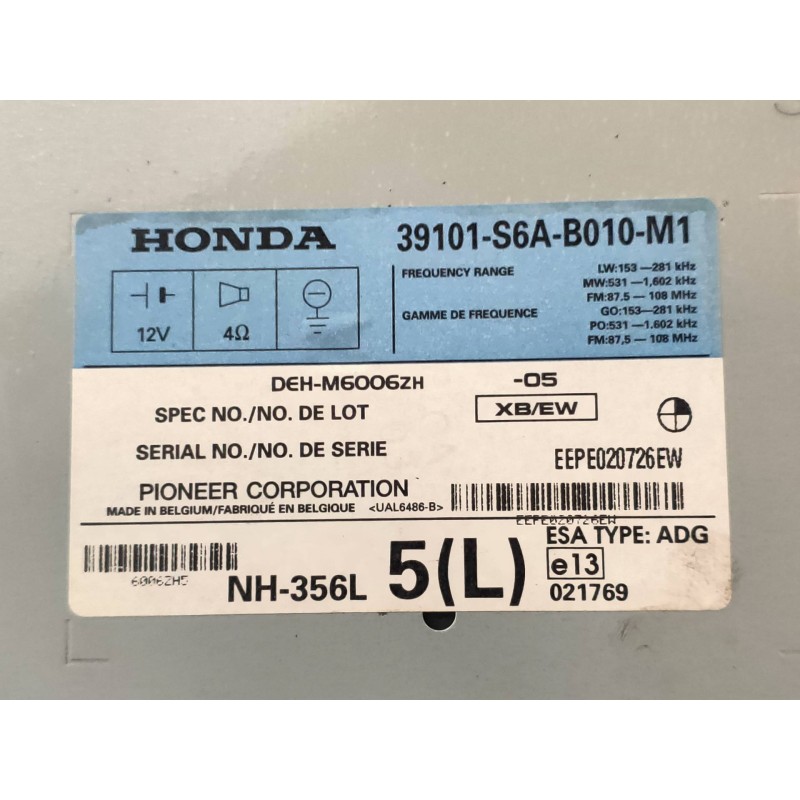 HONDA 39101-S6A-B010-M1
FREQUENCY RANGE LW:153—281 kHz
MW:531—1,602 kHz
FM:87.5 — 108 MHz
GAMME DE FREQUENCE GO:153—281 kHz
PO:531—1.602 kHz
FM:87,5 — 108 MHz
12V 4Ω
DEH-M6006ZH -05
SPEC NO./NO. DE LOT XB/EW
SERIAL NO./NO. DE SERIE EEPE020726EW
PIONEER CORPORATION
MADE IN BELGIUM/FABRIQUÉ EN BELGIQUE <UAL6486-B>
EEPE020726EW
ESA TYPE: ADG
6006ZH5 NH-356L 5(L) e13
021769